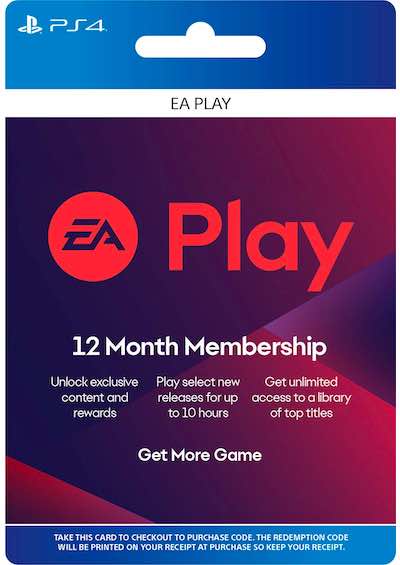 PS4
EA PLAY
EA Play
12 Month Membership
Unlock exclusive
content and
rewards
Play select new
releases for up
to 10 hours
Get unlimited
access to a library
of top titles
Get More Game
TAKE THIS CARD TO CHECKOUT TO PURCHASE CODE. THE REDEMPTION CODE
WILL BE PRINTED ON YOUR RECEIPT AT PURCHASE SO KEEP YOUR RECEIPT.